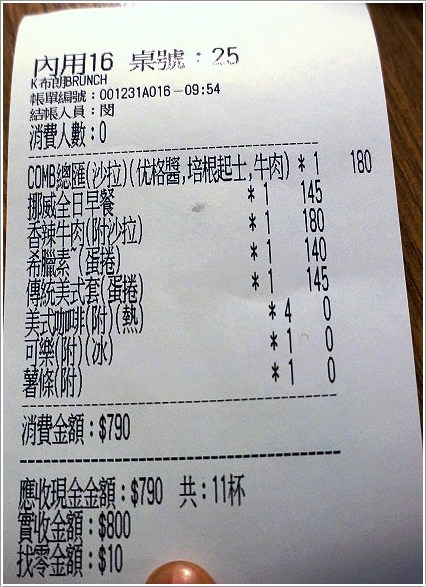 內用16 桌號：25
K布朗BRUNCH
帳單編號：001231A016－09:54
結帳人員：閔
消費人數：0
COMB總匯(沙拉)(优格醬,培根起士,牛肉) * 1 180
挪威全日早餐 * 1 145
香辣牛肉(附沙拉) * 1 180
希臘素~(蛋捲) * 1 140
傳統美式套(蛋捲) * 1 145
美式咖啡(附)(熱) * 4 0
可樂(附)(冰) * 1 0
薯條(附) * 1 0
消費金額：$790
應收現金金額：$790 共：11杯
實收金額：$800
找零金額：$10